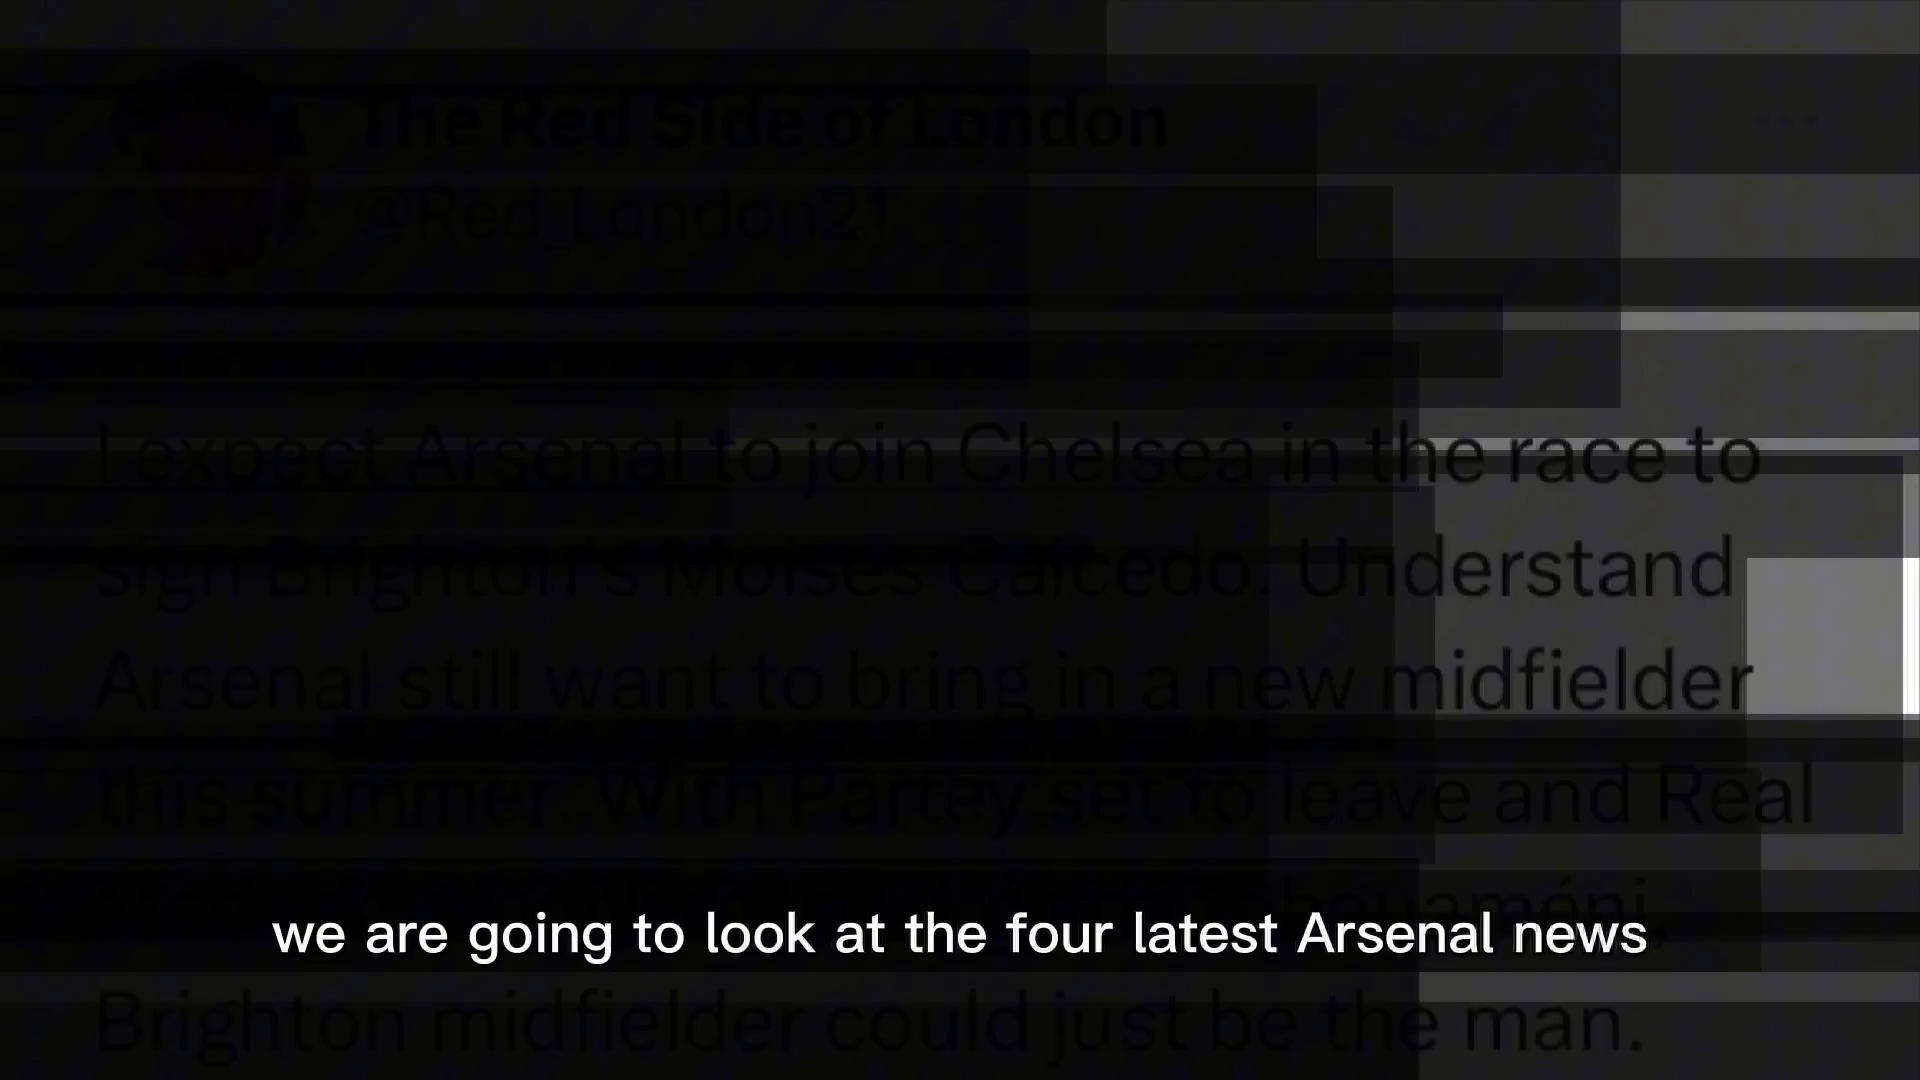 The Red Side of London
@Red_London21
I expect Arsenal to join Chelsea in the race to
sign Brighton's Moises Caicedo. Understand
Arsenal still want to bring in a new midfielder
this summer. With Partey set to leave and Real
we are going to look at the four latest Arsenal news
Brighton midfielder could just be the man.